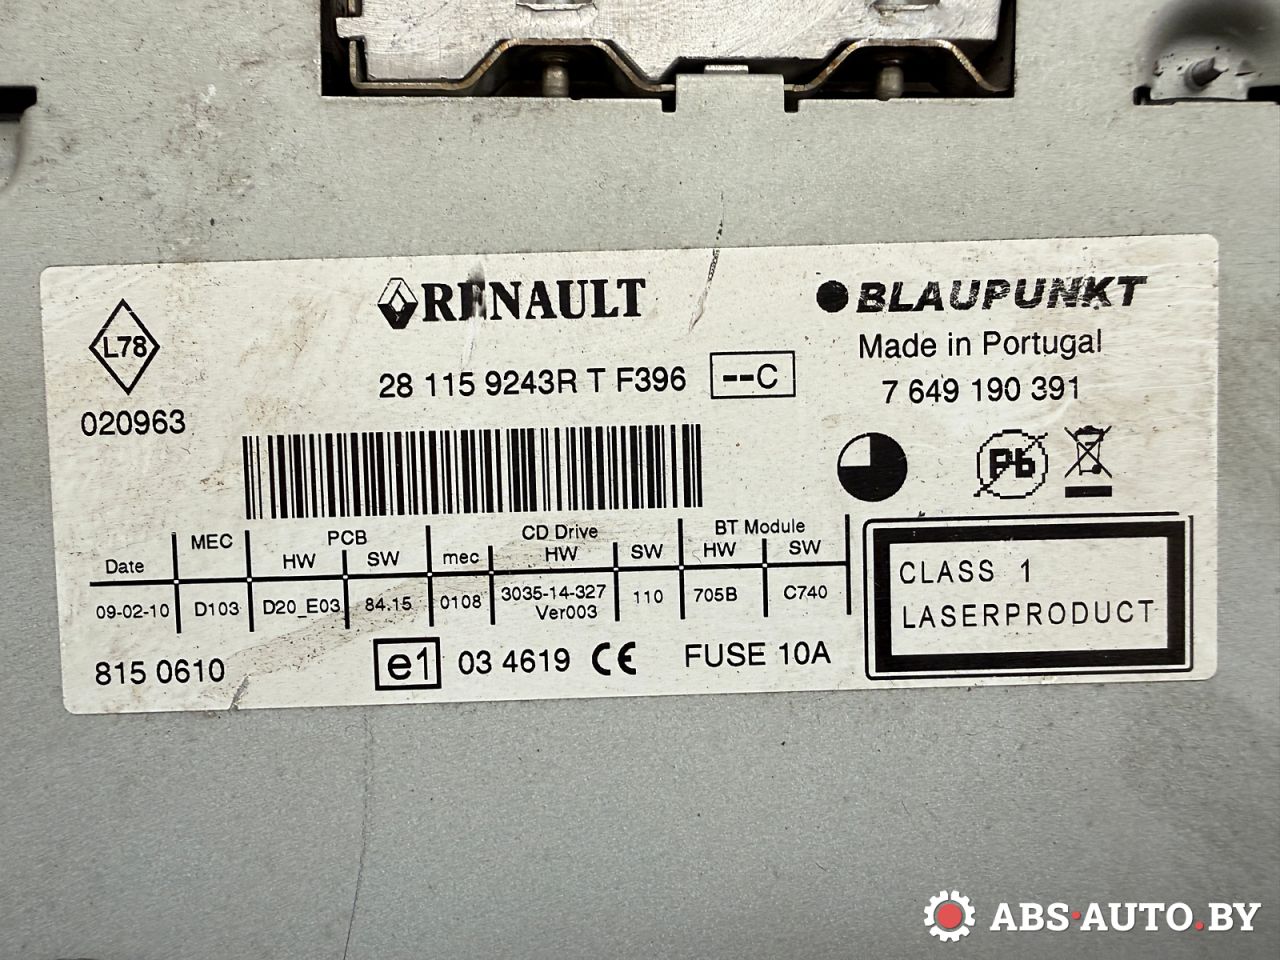 RENAULT
BLAUPUNKT
L78
Made in Portugal
28 115 9243R T F396 --C
7 649 190 391
020963
Pb
MEC PCB CD Drive BT Module
Date HW SW mec HW SW HW SW
09-02-10 D103 D20_E03 84.15 0108 3035-14-327 110 705B C740
Ver003
CLASS 1
LASERPRODUCT
815 0610 e1 03 4619 CE FUSE 10A
ABS·AUTO.BY